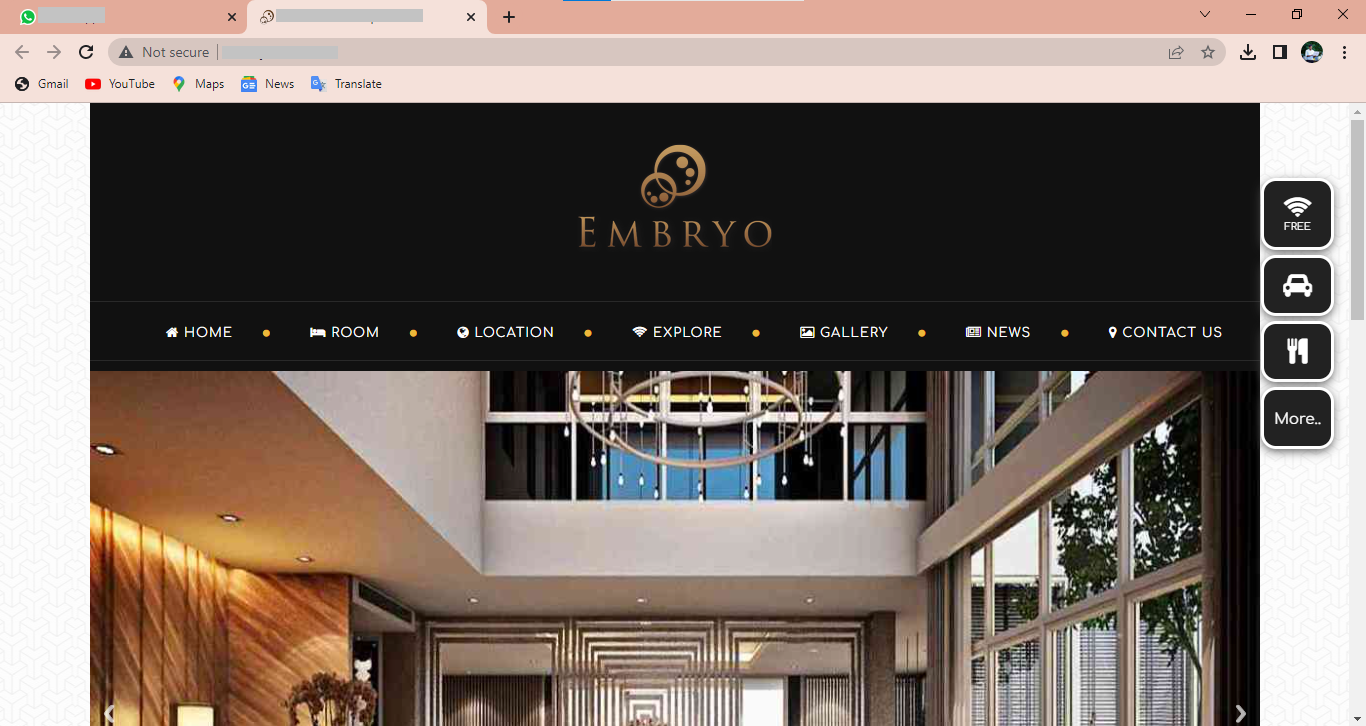 Not secure
Gmail YouTube Maps News Translate
EMBRYO
FREE
HOME ROOM LOCATION EXPLORE GALLERY NEWS CONTACT US
More..